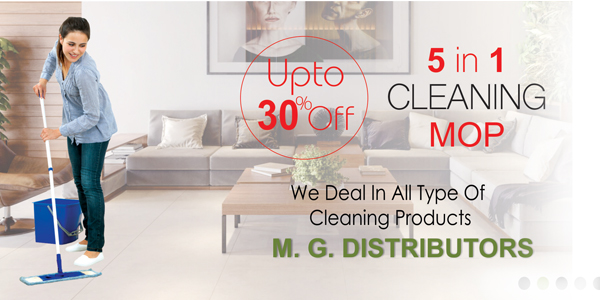 Upto
30% Off
5 in 1
CLEANING
MOP
We Deal In All Type Of
Cleaning Products
M. G. DISTRIBUTORS